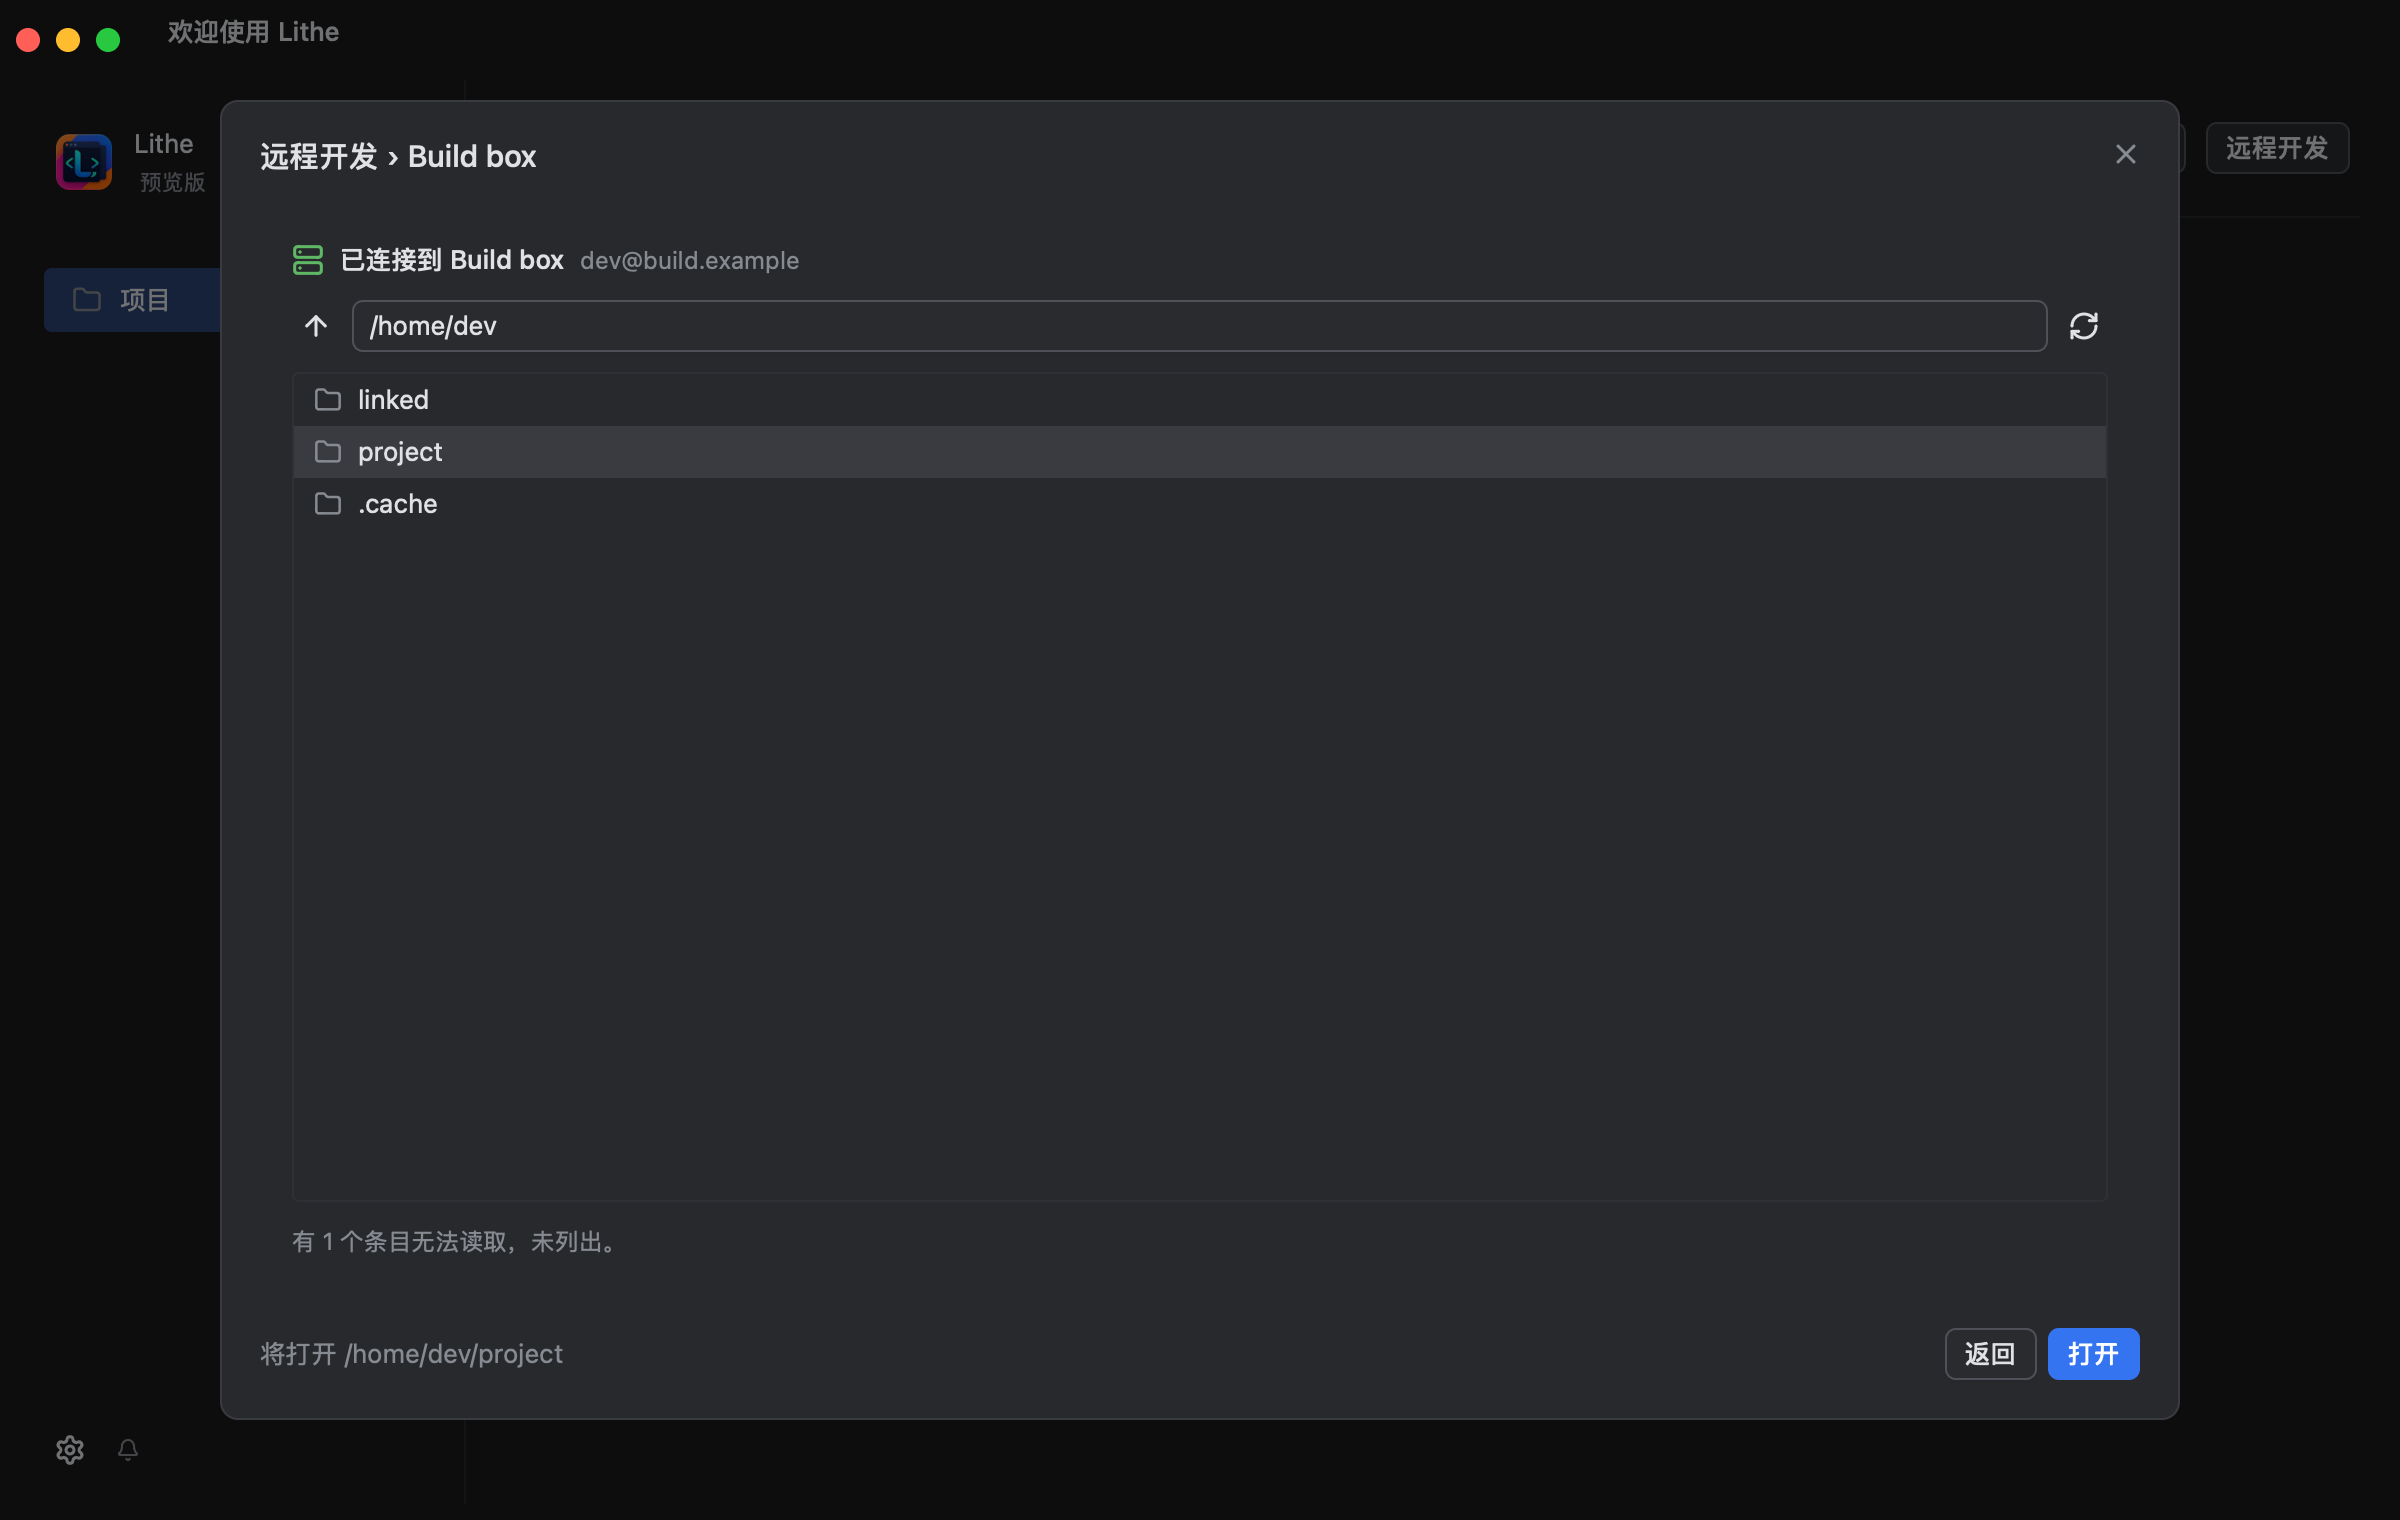 欢迎使用 Lithe
Lithe
预览版
远程开发
项目
远程开发 › Build box
已连接到 Build box dev@build.example
/home/dev
linked
project
.cache
有 1 个条目无法读取，未列出。
将打开 /home/dev/project
返回
打开